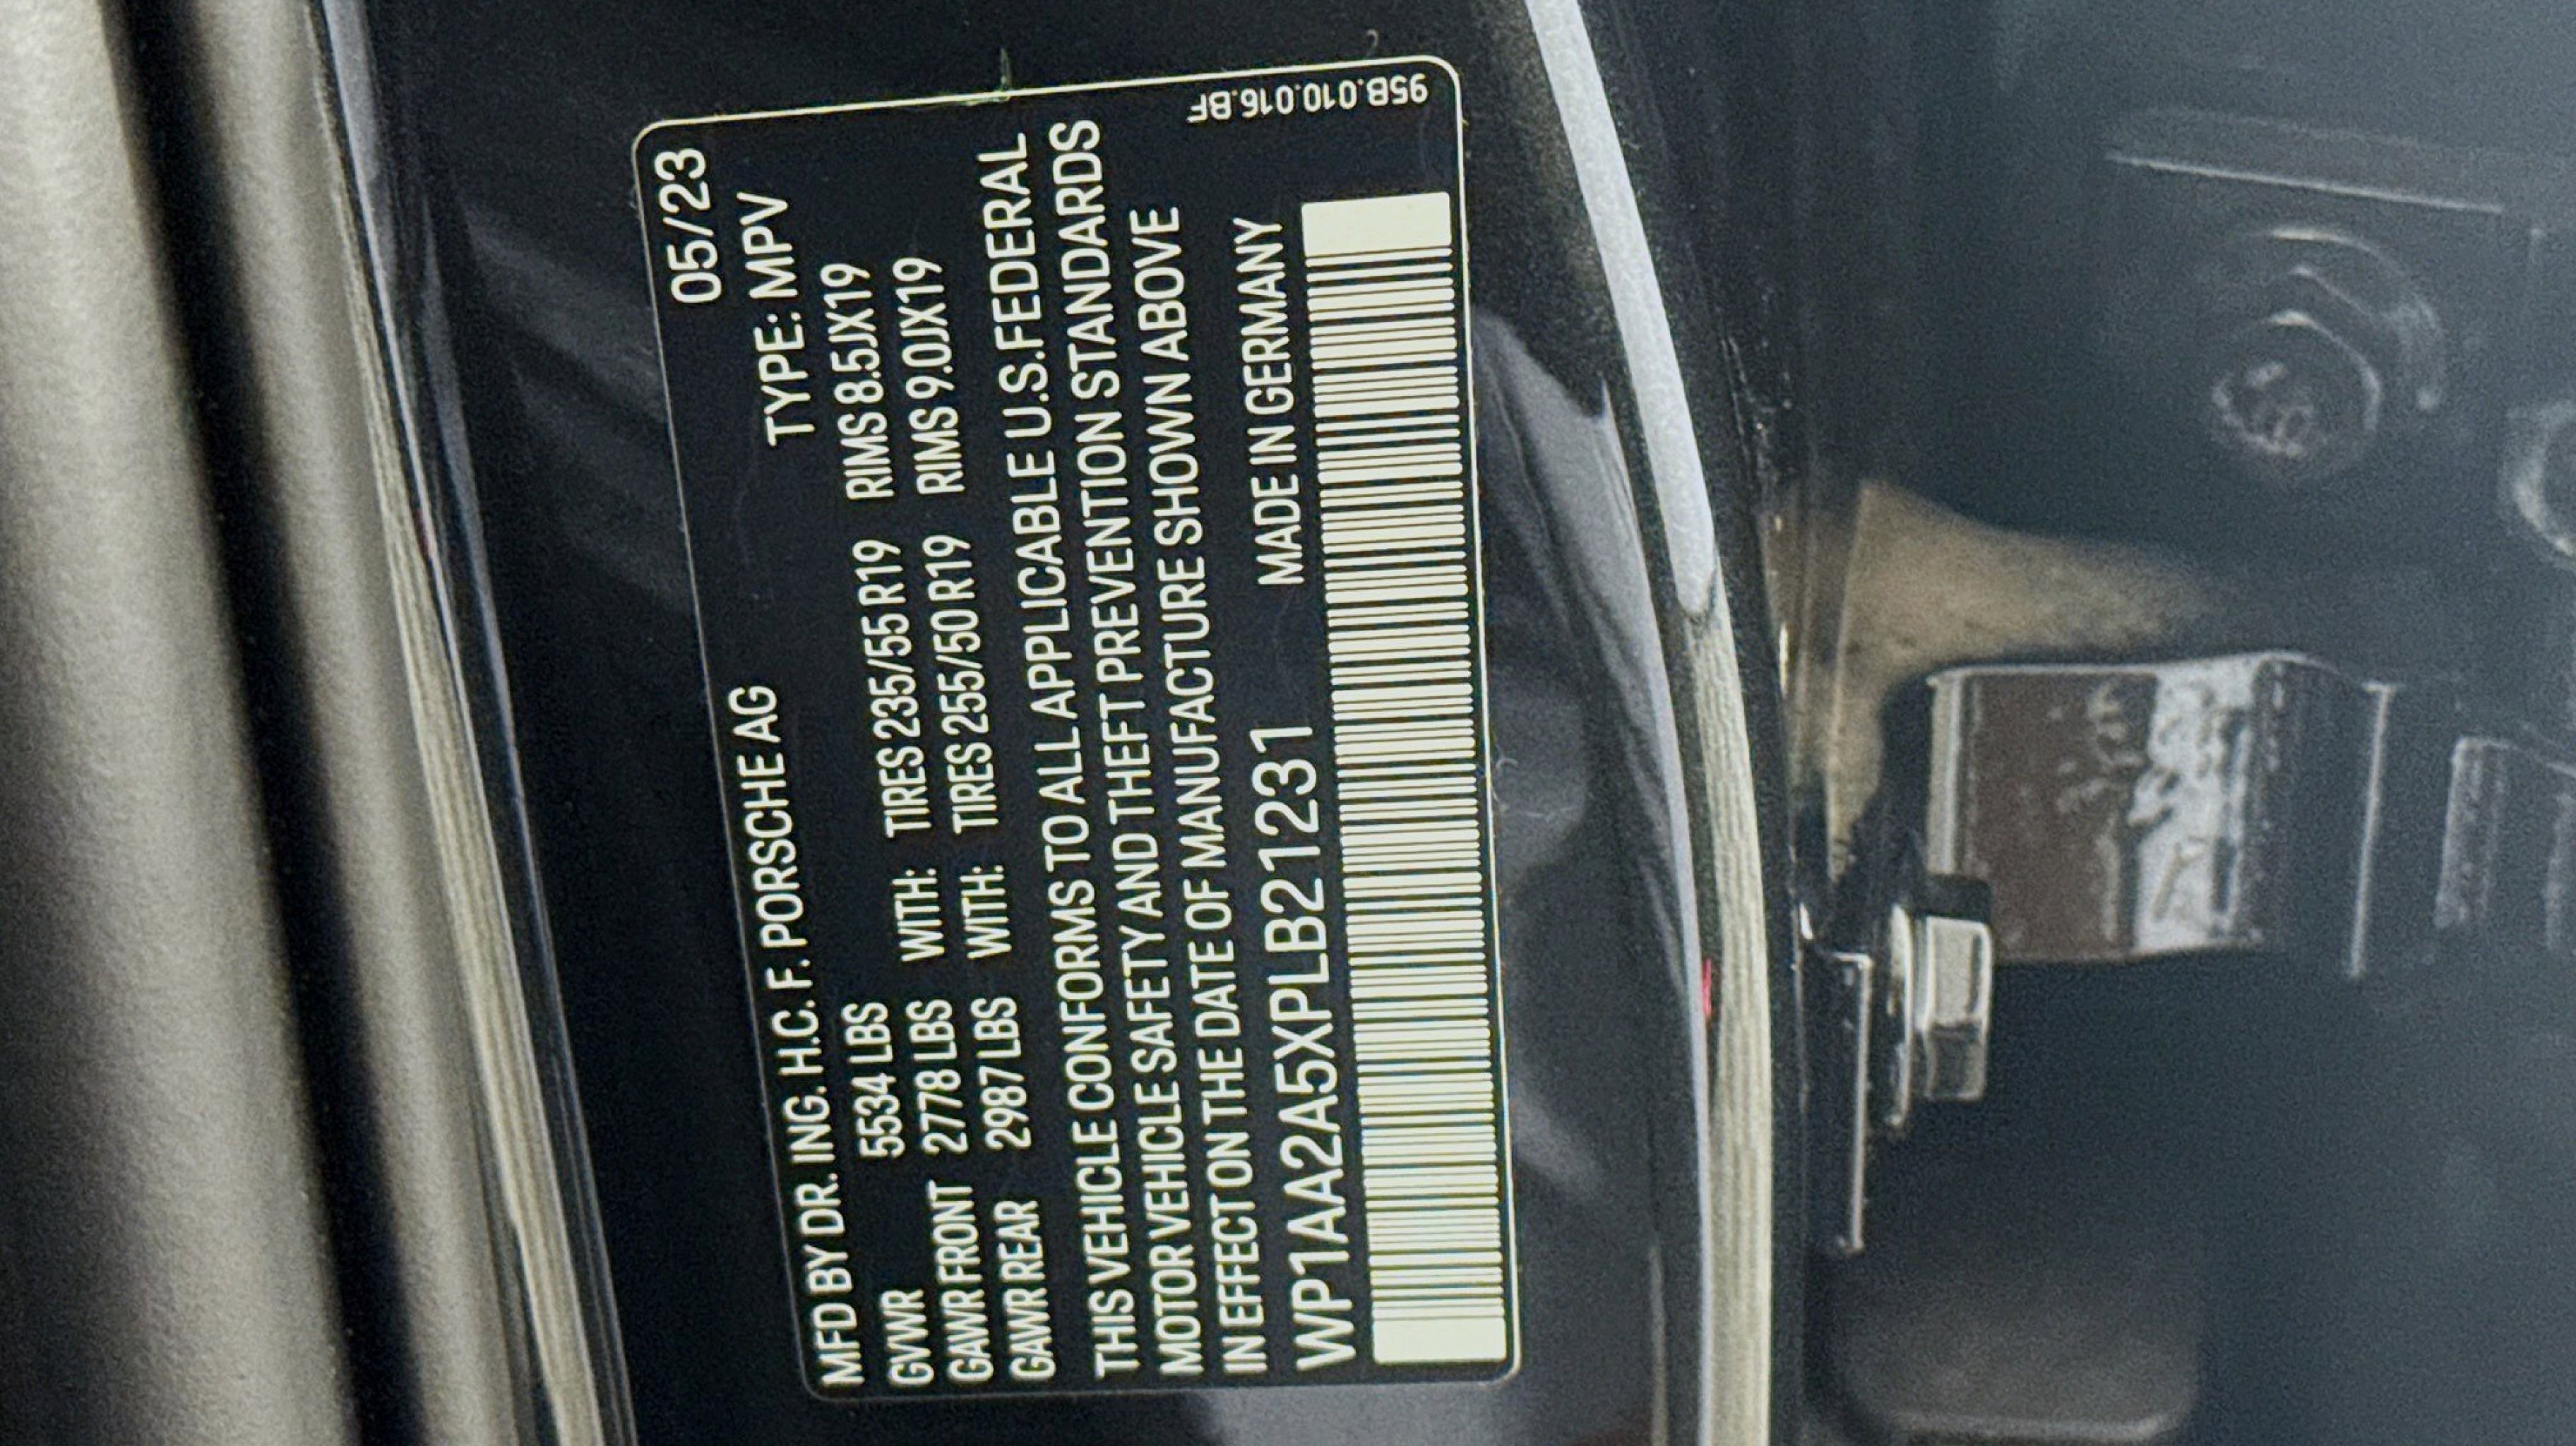 05/23
MFD BY DR. ING. H.C. F. PORSCHE AG TYPE: MPV
GVWR 5534 LBS WITH: TIRES 235/55 R19 RIMS 8.5JX19
GAWR FRONT 2778 LBS WITH: TIRES 255/50 R19 RIMS 9.0JX19
GAWR REAR 2987 LBS
THIS VEHICLE CONFORMS TO ALL APPLICABLE U.S. FEDERAL
MOTOR VEHICLE SAFETY AND THEFT PREVENTION STANDARDS
IN EFFECT ON THE DATE OF MANUFACTURE SHOWN ABOVE
WP1AA2A5XPLB21231 MADE IN GERMANY
95B.010.016.BF